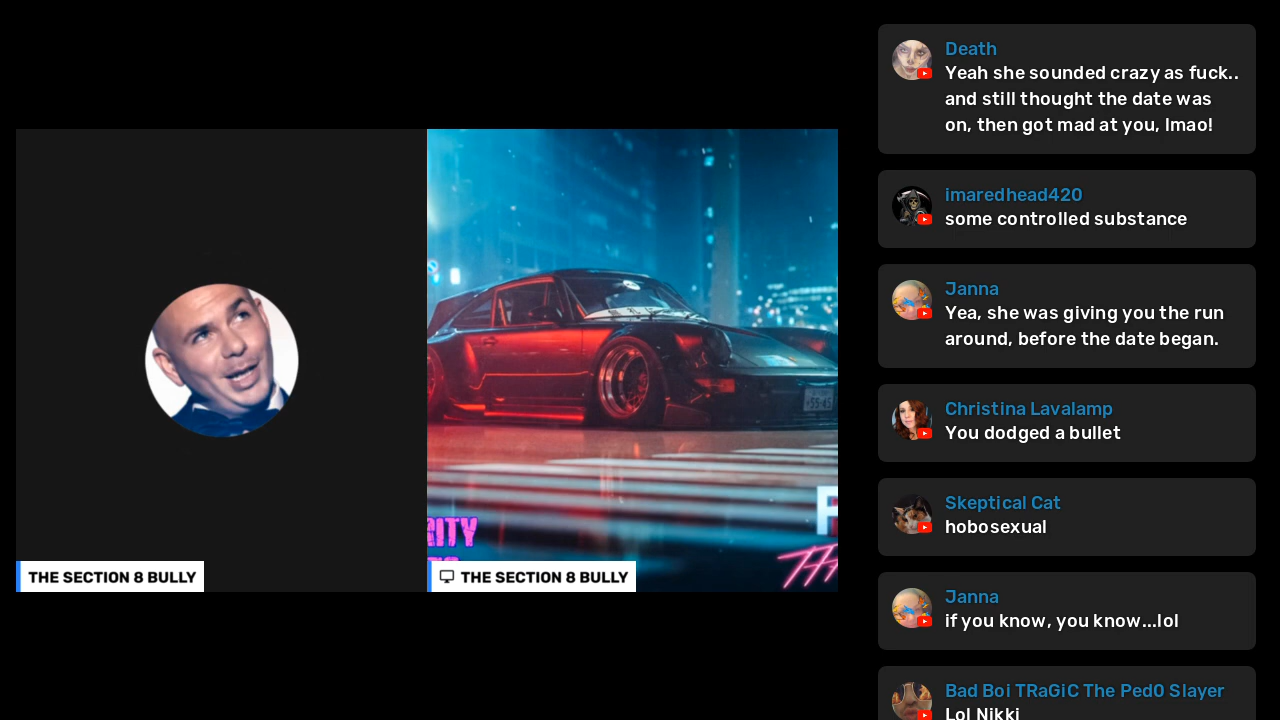 Death
Yeah she sounded crazy as fuck..
and still thought the date was
on, then got mad at you, lmao!
imaredhead420
some controlled substance
Janna
Yea, she was giving you the run
around, before the date began.
Christina Lavalamp
You dodged a bullet
Skeptical Cat
hobosexual
Janna
if you know, you know...lol
Bad Boi TRaGiC The Ped0 Slayer
Lol Nikki
RITY
THE SECTION 8 BULLY
THE SECTION 8 BULLY